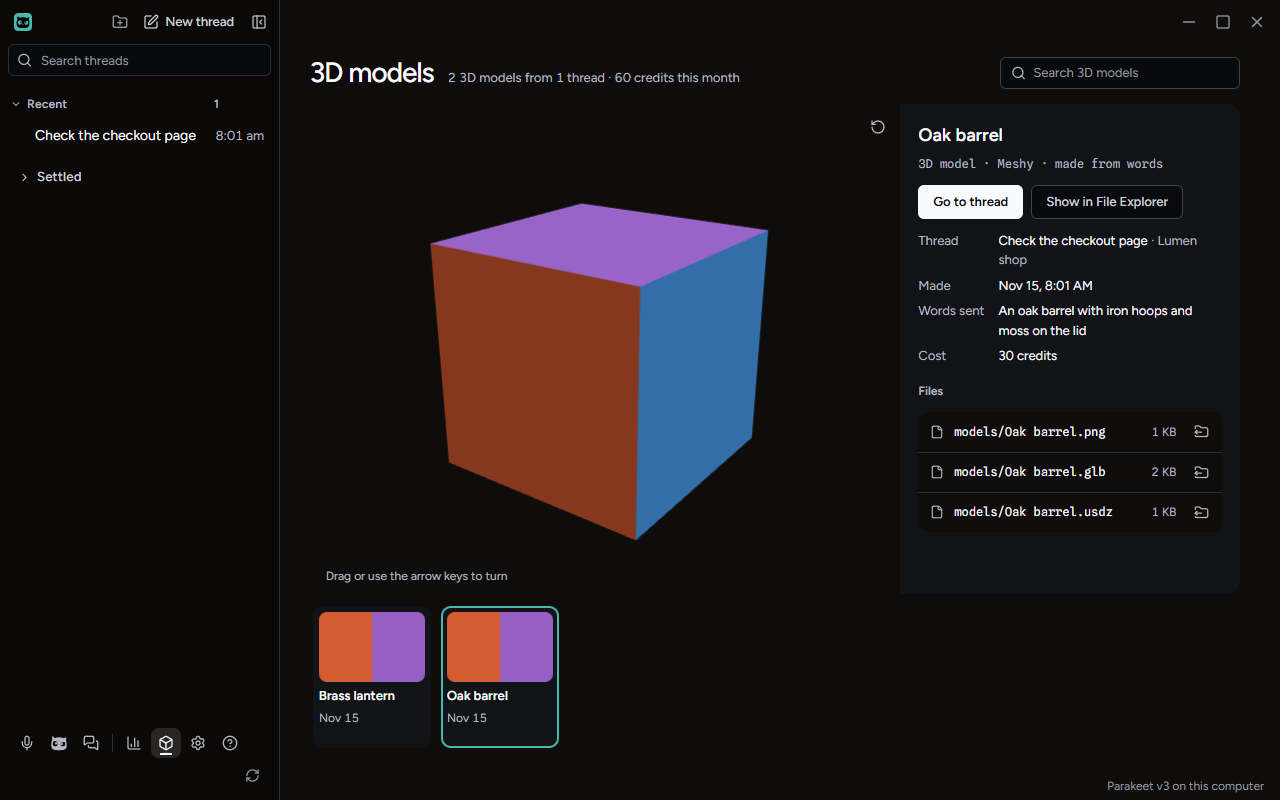 New thread
Search threads
Recent 1
Check the checkout page 8:01 am
Settled
3D models 2 3D models from 1 thread · 60 credits this month
Search 3D models
Oak barrel
3D model · Meshy · made from words
Go to thread Show in File Explorer
Thread Check the checkout page · Lumen
shop
Made Nov 15, 8:01 AM
Words sent An oak barrel with iron hoops and
moss on the lid
Cost 30 credits
Files
models/Oak barrel.png 1 KB
models/Oak barrel.glb 2 KB
models/Oak barrel.usdz 1 KB
Drag or use the arrow keys to turn
Brass lantern Oak barrel
Nov 15 Nov 15
Parakeet v3 on this computer